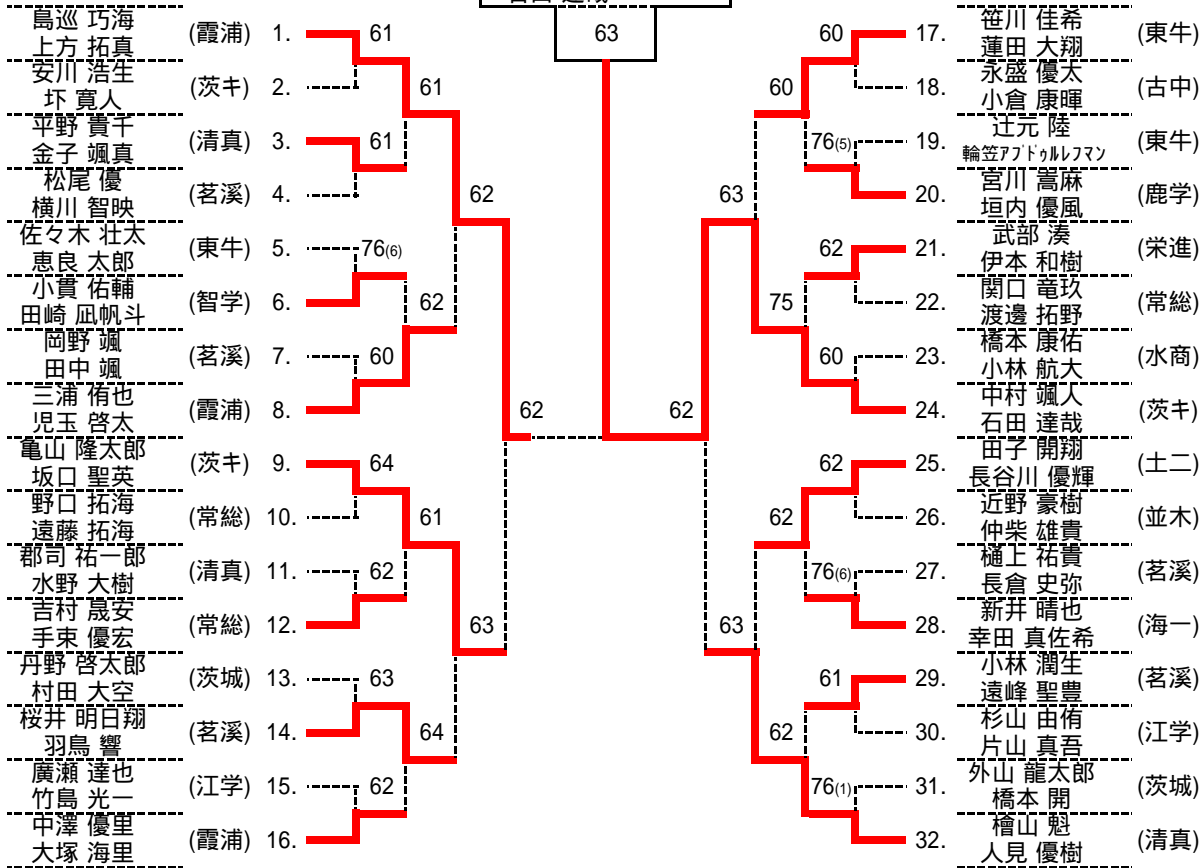 63
島巡 巧海
上方 拓真
(霞浦) 1.
61
安川 浩生
坏 寛人
(茨キ) 2.
61
平野 貴千
金子 颯真
(清真) 3.
61
松尾 優
横川 智映
(茗溪) 4.
62
佐々木 壮太
恵良 太郎
(東牛) 5.
76(6)
小貫 佑輔
田崎 凪帆斗
(智学) 6.
62
岡野 颯
田中 颯
(茗溪) 7.
60
三浦 侑也
児玉 啓太
(霞浦) 8.
62
亀山 隆太郎
坂口 聖英
(茨キ) 9.
64
野口 拓海
遠藤 拓海
(常総) 10.
61
郡司 祐一郎
水野 大樹
(清真) 11.
62
吉村 晟安
手束 優宏
(常総) 12.
63
丹野 啓太郎
村田 大空
(茨城) 13.
63
桜井 明日翔
羽鳥 響
(茗溪) 14.
64
廣瀬 達也
竹島 光一
(江学) 15.
62
中澤 優里
大塚 海里
(霞浦) 16.
60
17.
笹川 佳希
蓮田 大翔
(東牛)
60
18.
永盛 優太
小倉 康暉
(古中)
76(5)
19.
辻元 陸
輪笠アブドゥルレフマン
(東牛)
63
20.
宮川 嵩麻
垣内 優風
(鹿学)
62
21.
武部 湊
伊本 和樹
(栄進)
75
22.
関口 竜玖
渡邊 拓野
(常総)
60
23.
橋本 康佑
小林 航大
(水商)
62
24.
中村 颯人
石田 達哉
(茨キ)
62
25.
田子 開翔
長谷川 優輝
(土二)
62
26.
近野 豪樹
仲柴 雄貴
(並木)
76(6)
27.
樋上 祐貴
長倉 史弥
(茗溪)
63
28.
新井 晴也
幸田 真佐希
(海一)
61
29.
小林 潤生
遠峰 聖豊
(茗溪)
62
30.
杉山 由侑
片山 真吾
(江学)
76(1)
31.
外山 龍太郎
橋本 開
(茨城)
32.
檜山 魁
人見 優樹
(清真)